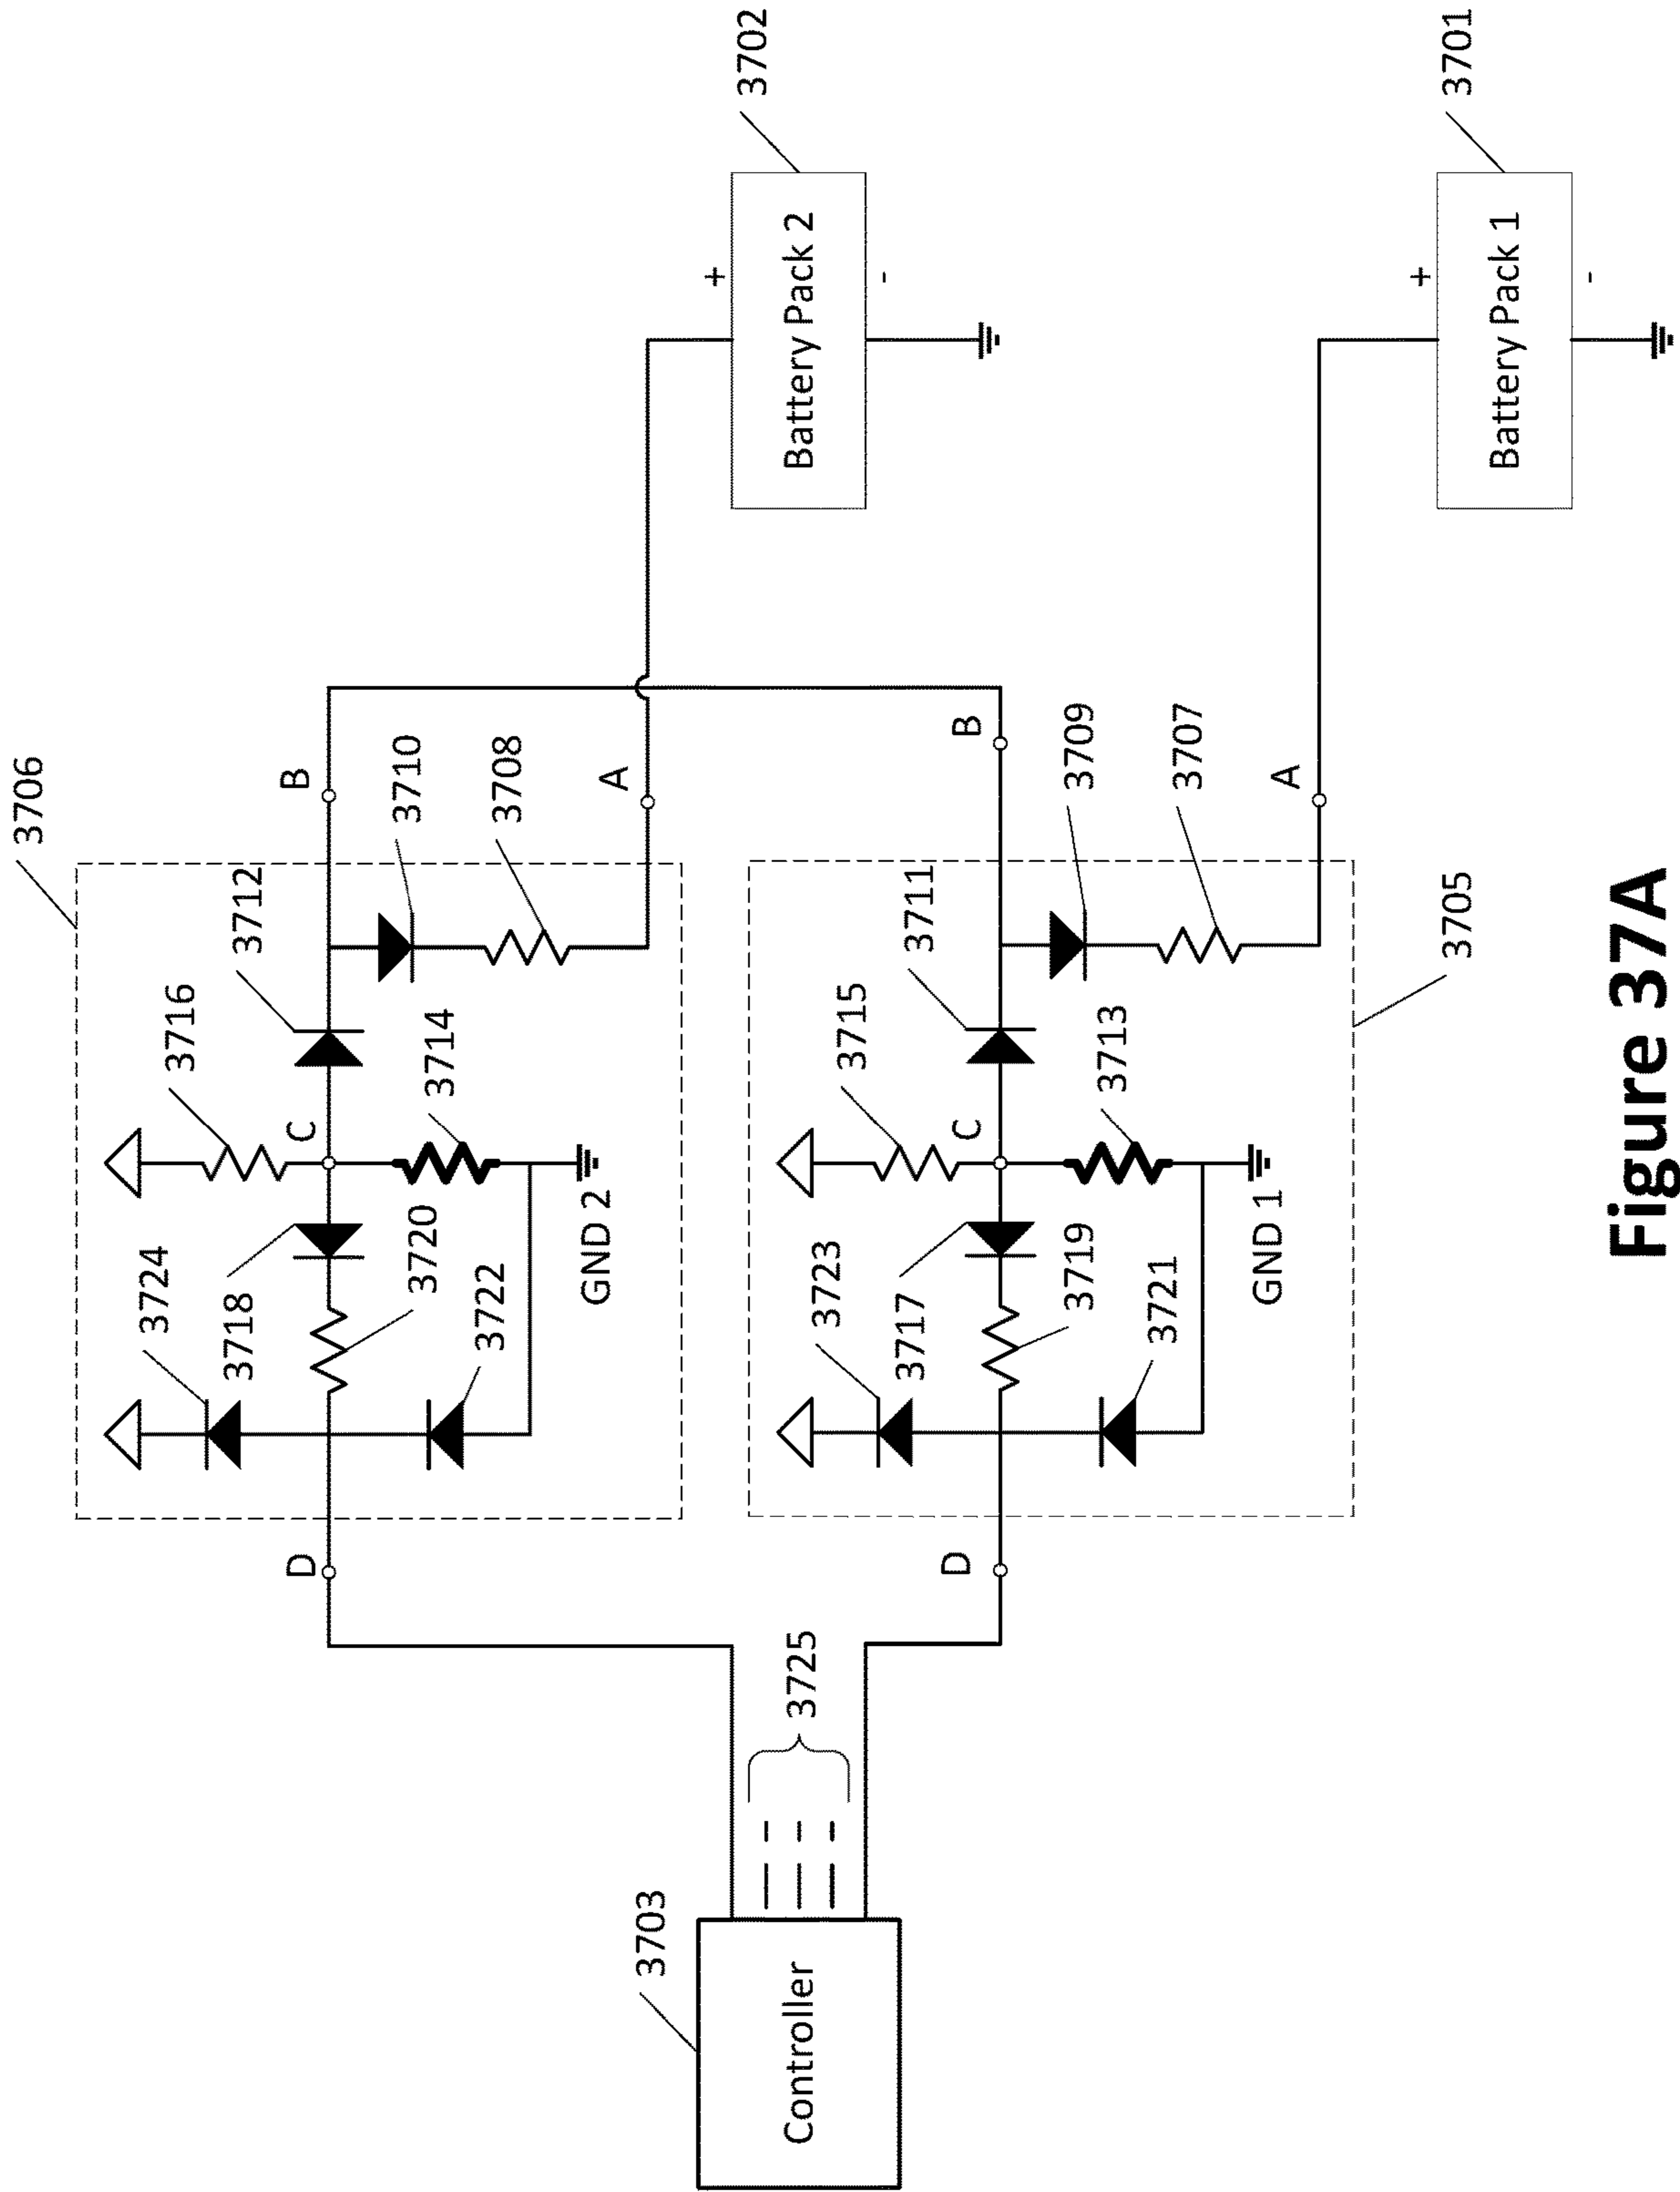 3706
3702
3701
3712
B
3710
3708
A
+
Battery Pack 2
-
3716
C
3714
3724
3718
3720
3722
GND 2
D
3711
B
3709
3707
A
+
Battery Pack 1
-
3715
C
3713
3723
3717
3719
3721
GND 1
D
3705
3725
3703
Controller
Figure 37A